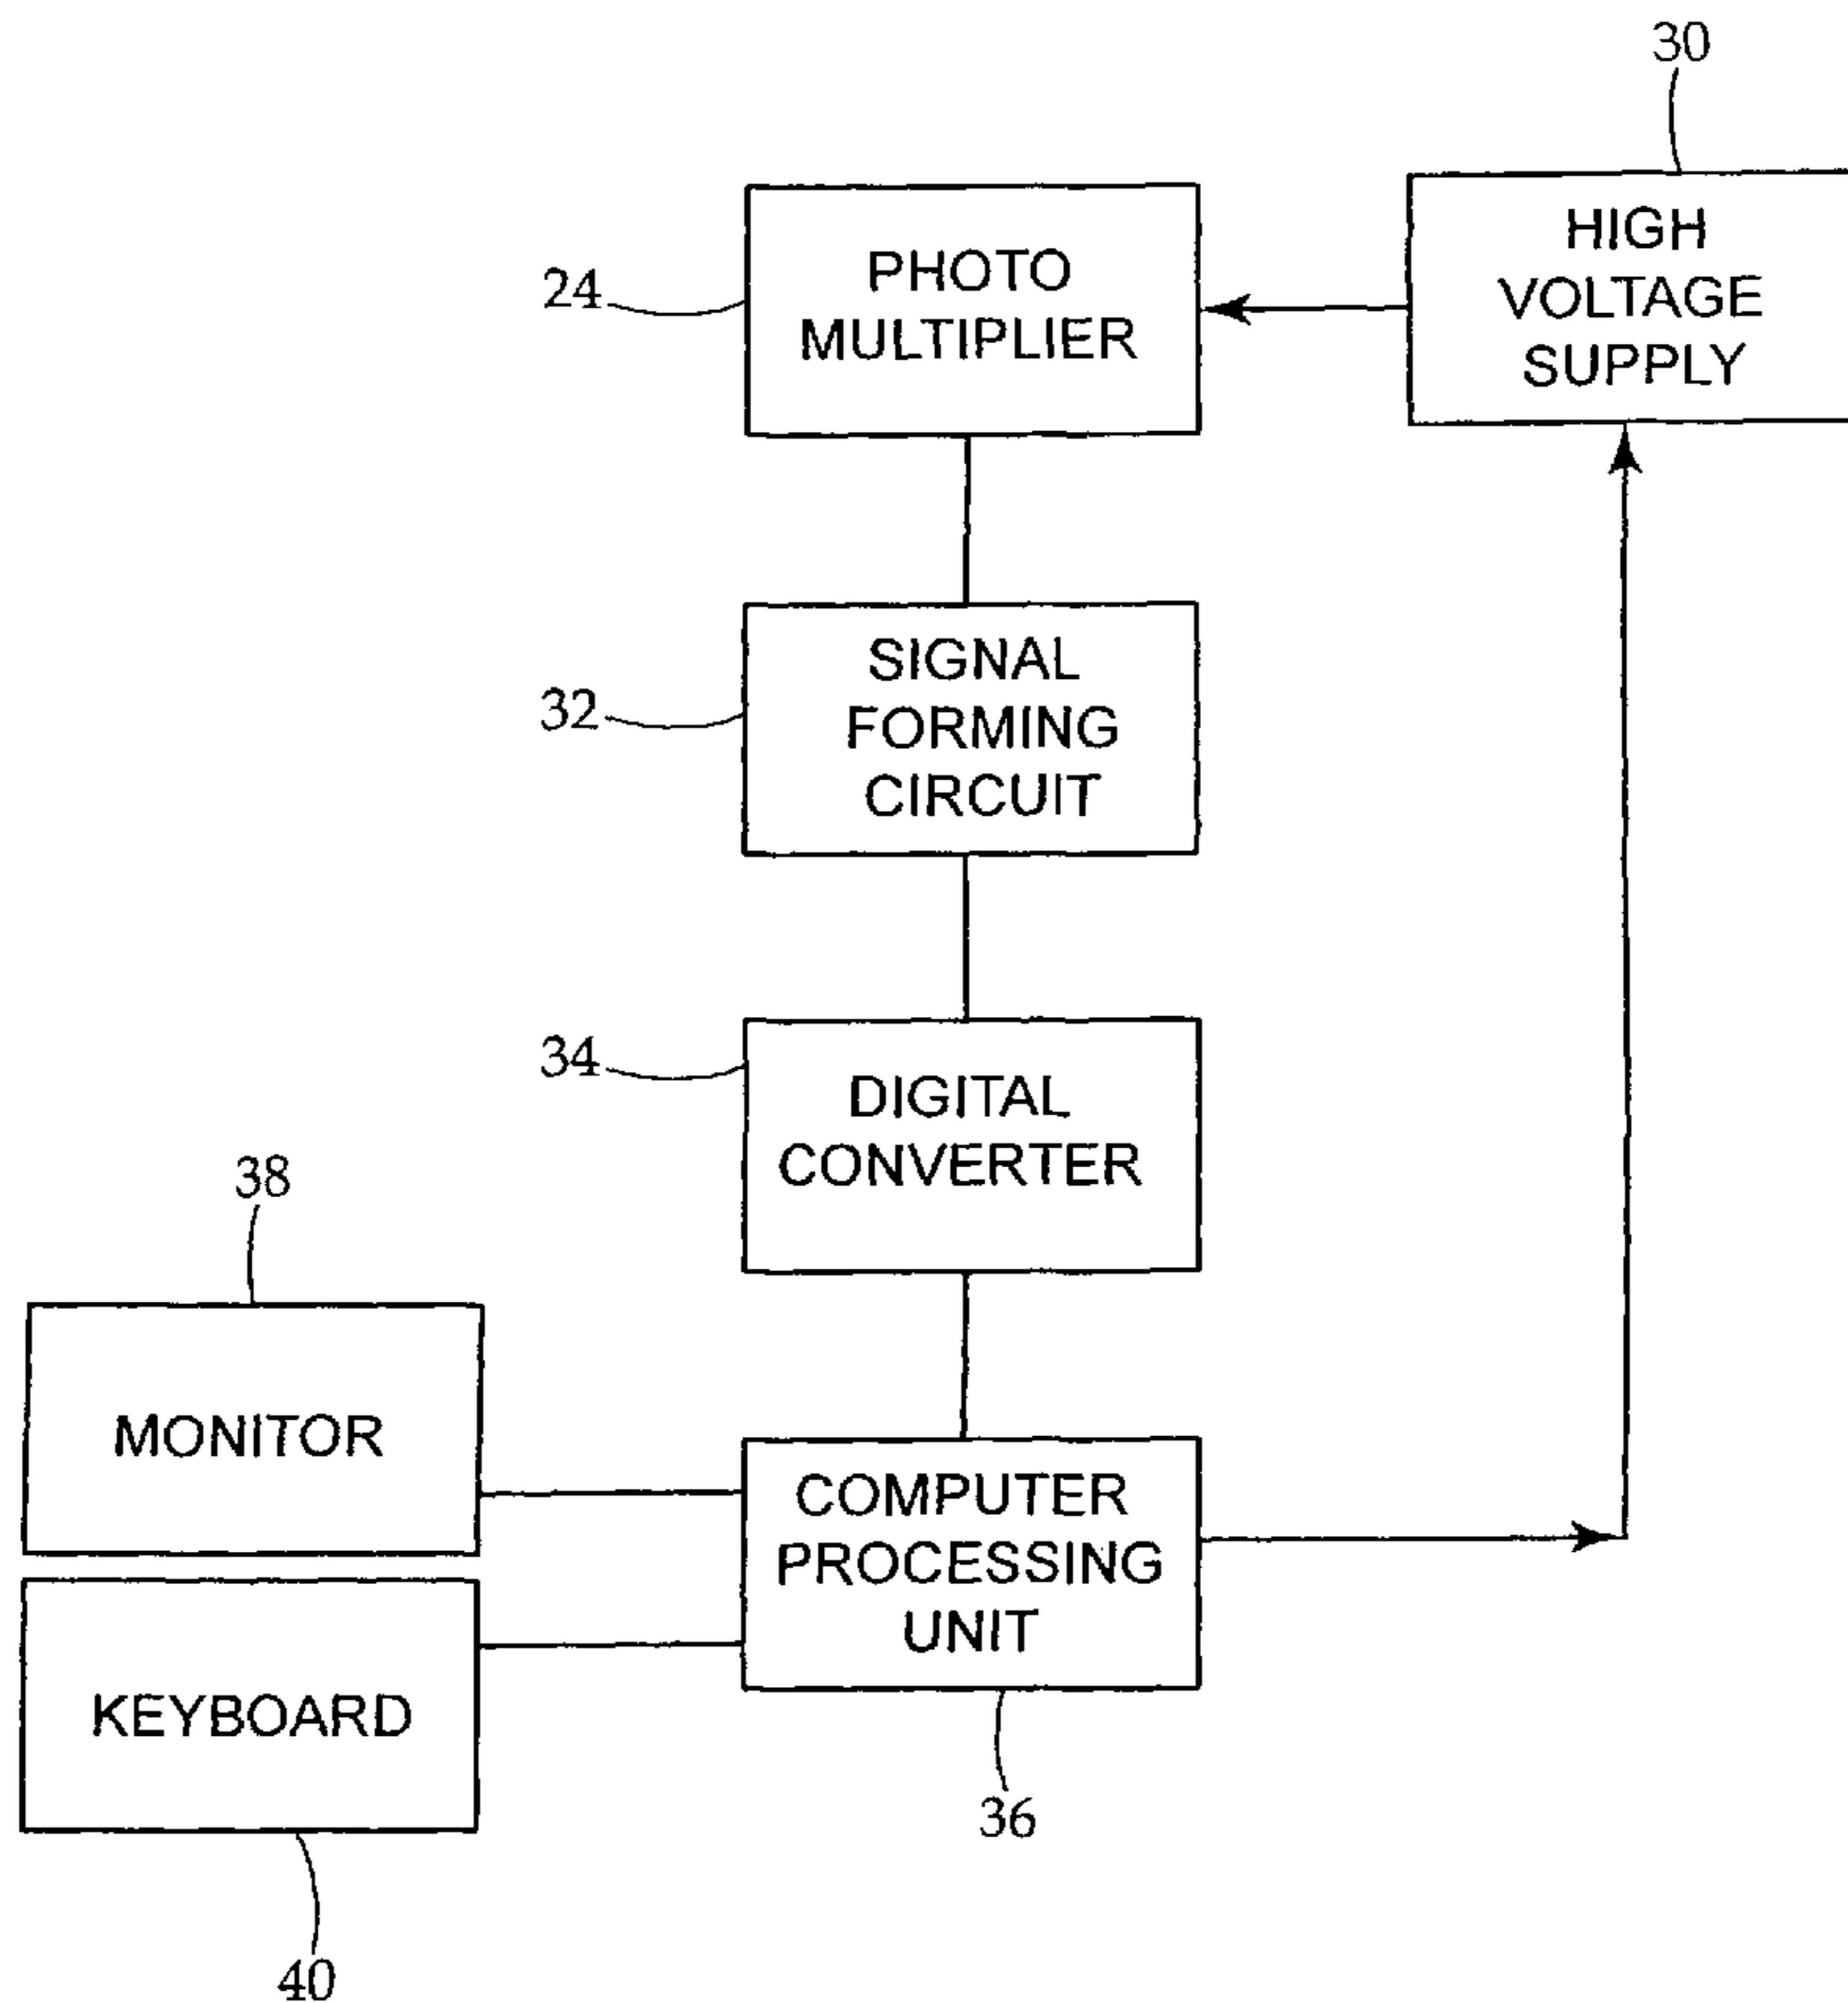 30
HIGH
VOLTAGE
SUPPLY
24
PHOTO
MULTIPLIER
32
SIGNAL
FORMING
CIRCUIT
34
DIGITAL
CONVERTER
38
MONITOR
COMPUTER
PROCESSING
UNIT
KEYBOARD
36
40